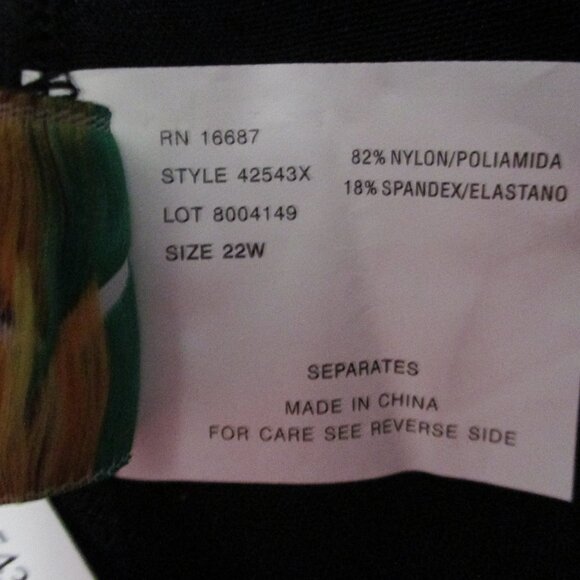 RN 16687
STYLE 42543X
LOT 8004149
SIZE 22W
82% NYLON/POLIAMIDA
18% SPANDEX/ELASTANO
SEPARATES
MADE IN CHINA
FOR CARE SEE REVERSE SIDE